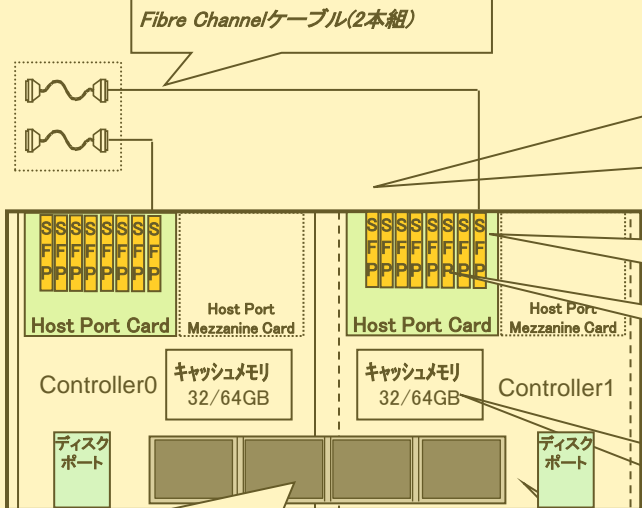 Fibre Channelケーブル(2本組)
SFP SFP SFP SFP SFP SFP SFP SFP
Host Port Card
Host Port
Mezzanine Card
SFP SFP SFP SFP SFP SFP SFP SFP
Host Port Card
Host Port
Mezzanine Card
Controller0
キャッシュメモリ
32/64GB
キャッシュメモリ
32/64GB
Controller1
ディスク
ポート
ディスク
ポート